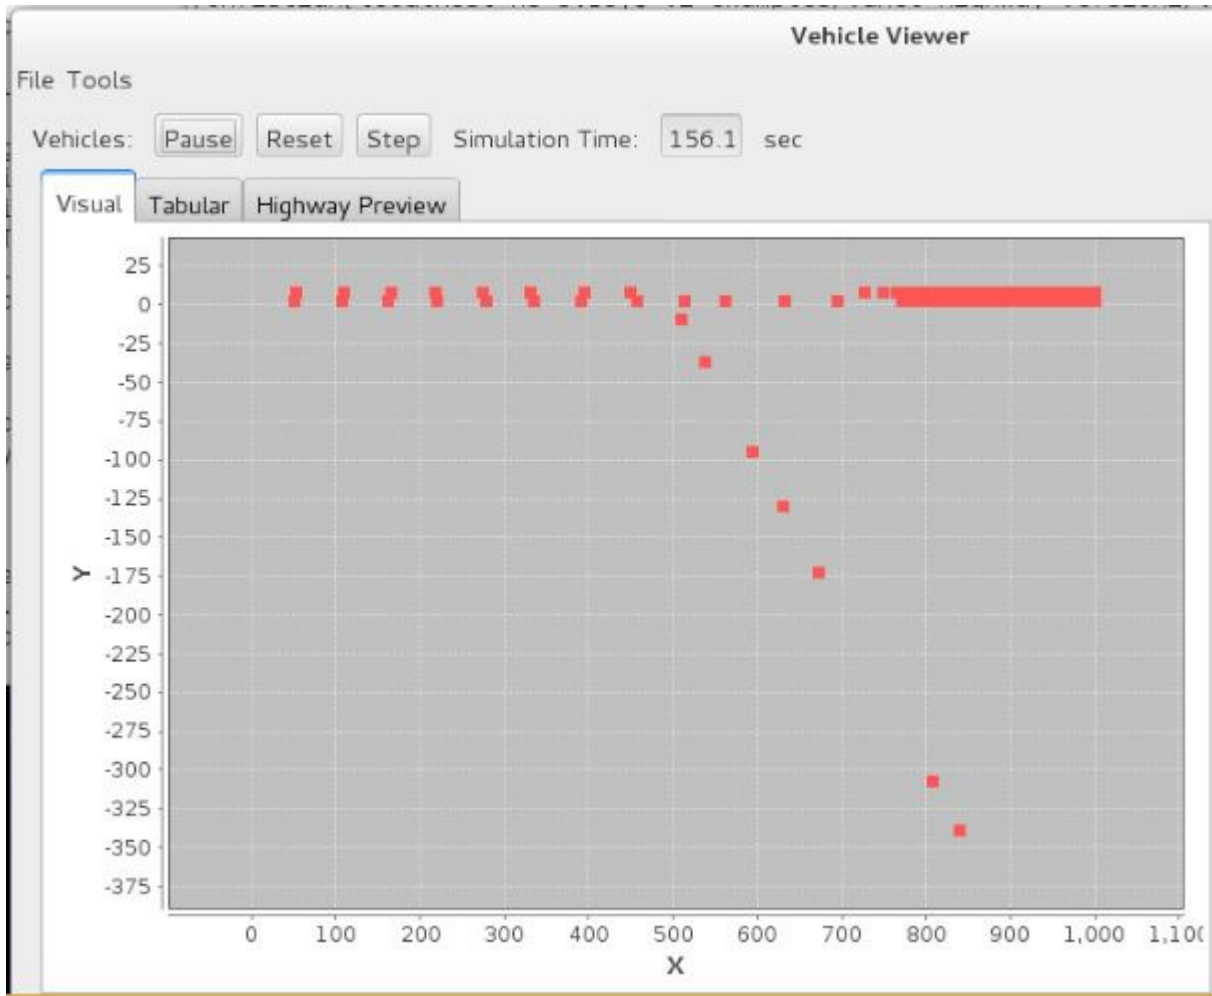 Vehicle Viewer
File Tools
Vehicles: Pause Reset Step Simulation Time: 156.1 sec
Visual Tabular Highway Preview
25
0
-25
-50
-75
-100
-125
-150
-175
-200
-225
-250
-275
-300
-325
-350
-375
Y
0 100 200 300 400 500 600 700 800 900 1,000 1,10
X